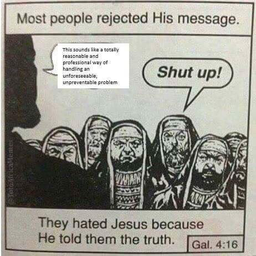 Most people rejected His message.
This sounds like a totally
reasonable and
professional way of
handling an
unforeseeable,
unpreventable problem
Shut up!
They hated Jesus because
He told them the truth.
Gal. 4:16